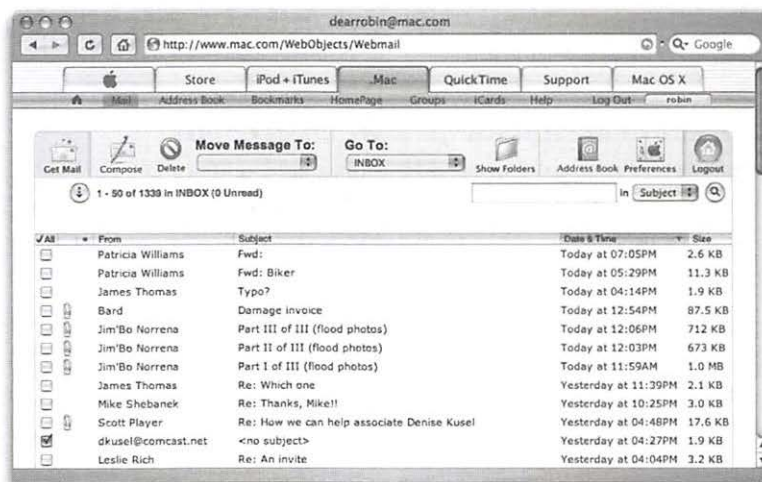 dearrobin@mac.com
http://www.mac.com/WebObjects/Webmail Q- Google
Store iPod + iTunes .Mac QuickTime Support Mac OS X
Mail Address Book Bookmarks HomePage Groups iCards Help Log Out robin
Move Message To: Go To:
INBOX
Get Mail Compose Delete Show Folders Address Book Preferences Logout
1 - 50 of 1339 in INBOX (0 Unread) in Subject
✓All • From Subject Date & Time Size
Patricia Williams Fwd: Today at 07:05PM 2.6 KB
Patricia Williams Fwd: Biker Today at 05:29PM 11.3 KB
James Thomas Typo? Today at 04:14PM 1.9 KB
Bard Damage invoice Today at 12:54PM 87.5 KB
Jim'Bo Norrena Part III of III (flood photos) Today at 12:06PM 712 KB
Jim'Bo Norrena Part II of III (flood photos) Today at 12:03PM 673 KB
Jim'Bo Norrena Part I of III (flood photos) Today at 11:59AM 1.0 MB
James Thomas Re: Which one Yesterday at 11:39PM 2.1 KB
Mike Shebanek Re: Thanks, Mike!! Yesterday at 10:25PM 3.0 KB
Scott Player Re: How we can help associate Denise Kusel Yesterday at 04:48PM 17.6 KB
dkusel@comcast.net <no subject> Yesterday at 04:27PM 1.9 KB
Leslie Rich Re: An invite Yesterday at 04:04PM 3.2 KB